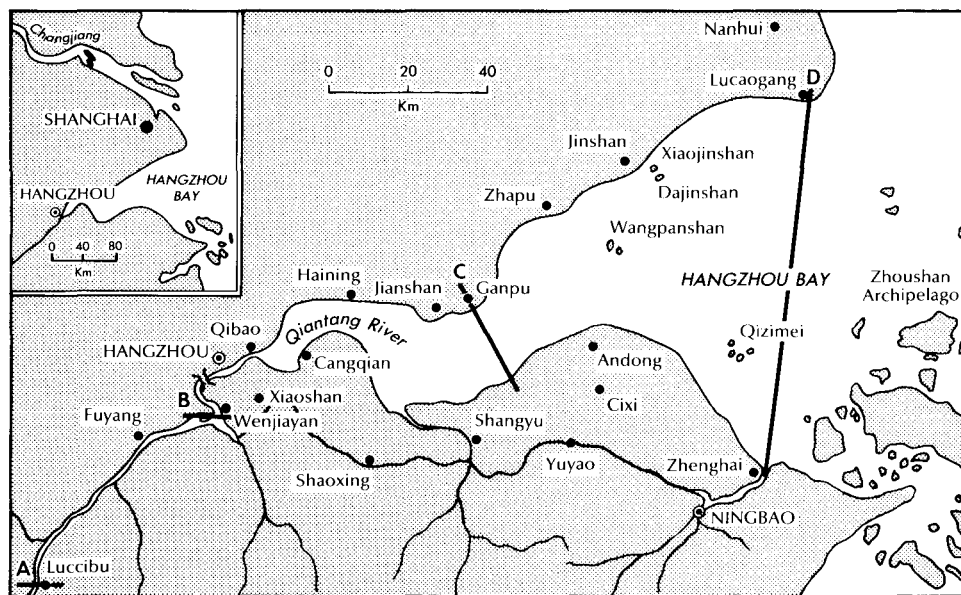 Changjiang
SHANGHAI
HANGZHOU
HANGZHOU
BAY
0 40 80
Km
0 20 40
Km
Nanhui
Lucaogang
D
Jinshan
Xiaojinshan
Dajinshan
Zhapu
Wangpanshan
HANGZHOU BAY
Zhoushan
Archipelago
Haining
Jianshan
C
Ganpu
Qiantang River
Qibao
HANGZHOU
Cangqian
Qizimei
Andong
Cixi
B
Xiaoshan
Wenjiayan
Fuyang
Shangyu
Shaoxing
Yuyao
Zhenghai
NINGBAO
A
Luccibu